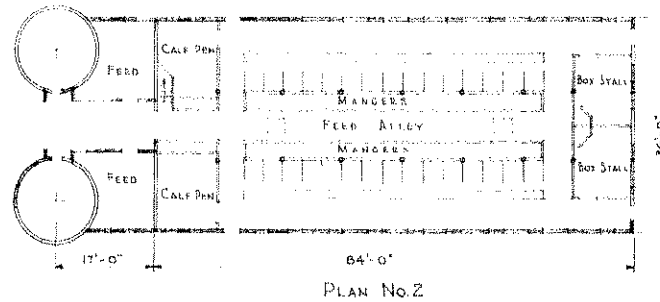 CALF PEN
FEED
BOX STALL
MANGERS
FEED ALLEY
MANGERS
FEED
CALF PEN
BOX STALL
17'-0"
84'-0"
PLAN NO.2